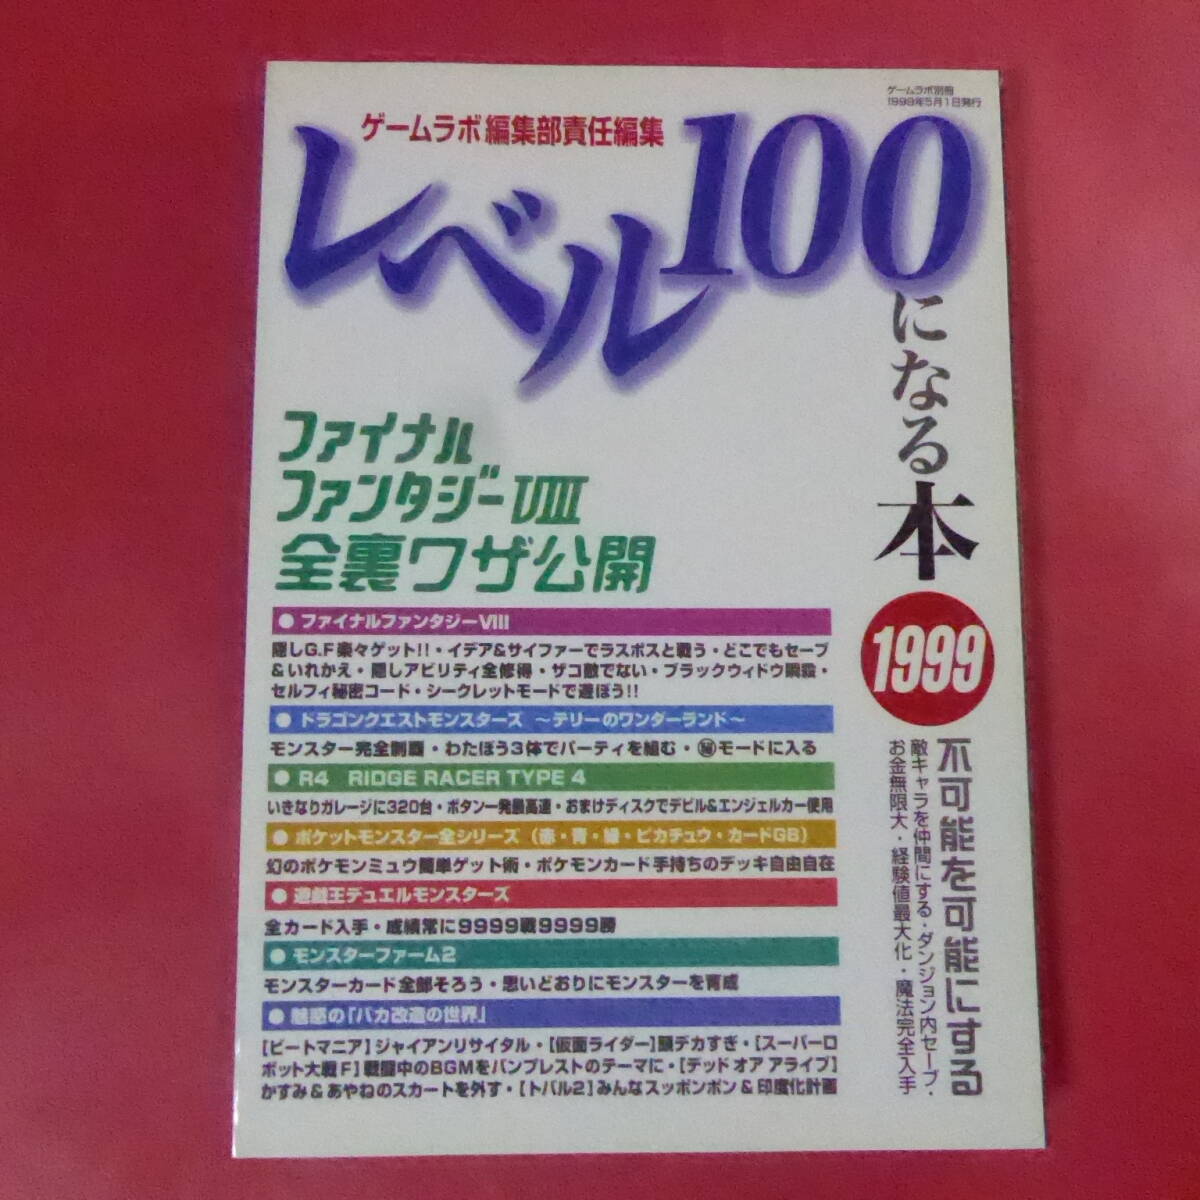 ゲームラボ別冊
1999年5月1日発行
ゲームラボ編集部責任編集
レベル100
になる本
1999
ファイナル
ファンタジーVIII
全裏ワザ公開
● ファイナルファンタジーVIII
隠しG.F楽々ゲット!!・イデア&サイファーでラスボスと戦う・どこでもセーブ
&いれかえ・隠しアビリティ全修得・ザコ敵でない・ブラックウィドウ瞬殺・
セルフィ秘密コード・シークレットモードで遊ぼう!!
● ドラゴンクエストモンスターズ ～テリーのワンダーランド～
モンスター完全制覇・わたぼう3体でパーティを組む・㊙モードに入る
● R4 RIDGE RACER TYPE 4
いきなりガレージに320台・ボタン一発最高速・おまけディスクでデビル&エンジェルカー使用
● ポケットモンスター全シリーズ（赤・青・緑・ピカチュウ・カードGB）
幻のポケモンミュウ簡単ゲット術・ポケモンカード手持ちのデッキ自由自在
● 遊戯王デュエルモンスターズ
全カード入手・成績常に9999戦9999勝
● モンスターファーム2
モンスターカード全部そろう・思いどおりにモンスターを育成
● 魅惑の「バカ改造の世界」
【ビートマニア】ジャイアンリサイタル・【仮面ライダー】頭デカすぎ・【スーパーロ
ボット大戦F】戦闘中のBGMをバンプレストのテーマに・【デッド オア アライブ】
かすみ&あやねのスカートを外す・【トバル2】みんなスッポンポン&印度化計画
不可能を可能にする
敵キャラを仲間にする・ダンジョン内セーブ・
お金無限大・経験値最大化・魔法完全入手